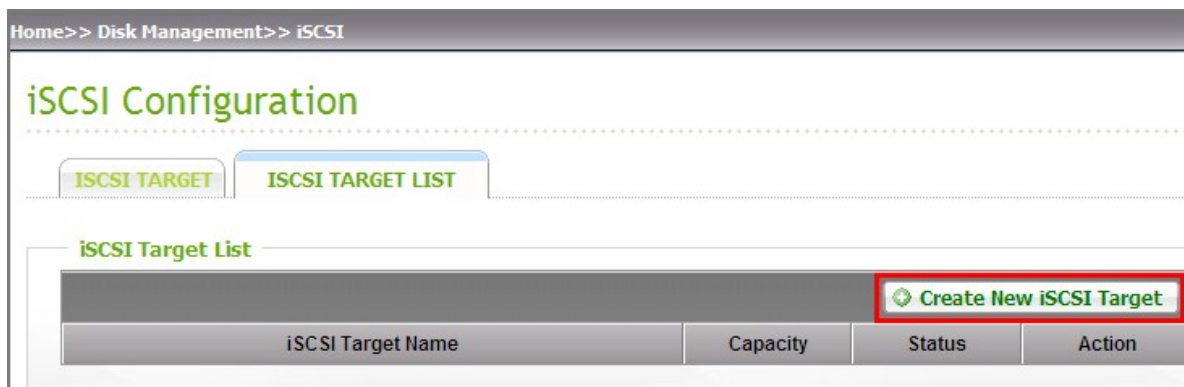 Home>> Disk Management>> iSCSI
iSCSI Configuration
ISCSI TARGET ISCSI TARGET LIST
iSCSI Target List
Create New iSCSI Target
iSCSI Target Name Capacity Status Action